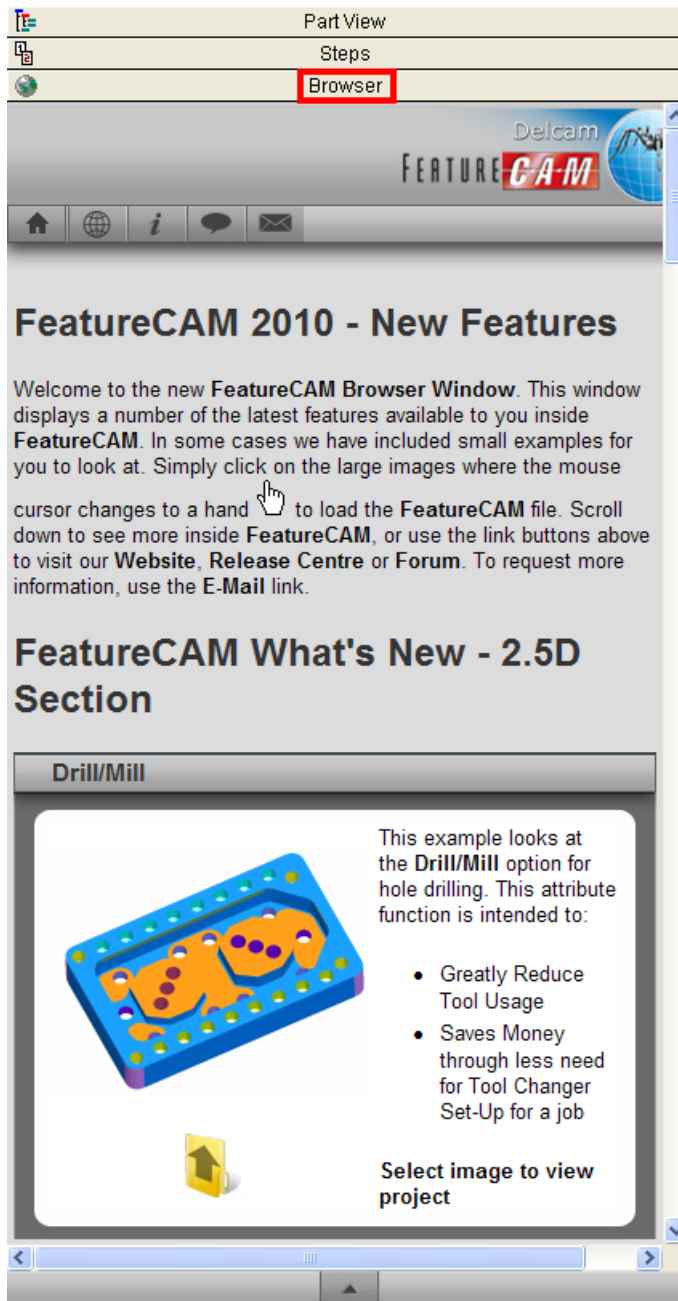 Part View
Steps
Browser
Delcam
FEATURECAM
FeatureCAM 2010 - New Features
Welcome to the new FeatureCAM Browser Window. This window
displays a number of the latest features available to you inside
FeatureCAM. In some cases we have included small examples for
you to look at. Simply click on the large images where the mouse
cursor changes to a hand to load the FeatureCAM file. Scroll
down to see more inside FeatureCAM, or use the link buttons above
to visit our Website, Release Centre or Forum. To request more
information, use the E-Mail link.
FeatureCAM What's New - 2.5D
Section
Drill/Mill
This example looks at
the Drill/Mill option for
hole drilling. This attribute
function is intended to:
• Greatly Reduce
Tool Usage
• Saves Money
through less need
for Tool Changer
Set-Up for a job
Select image to view
project